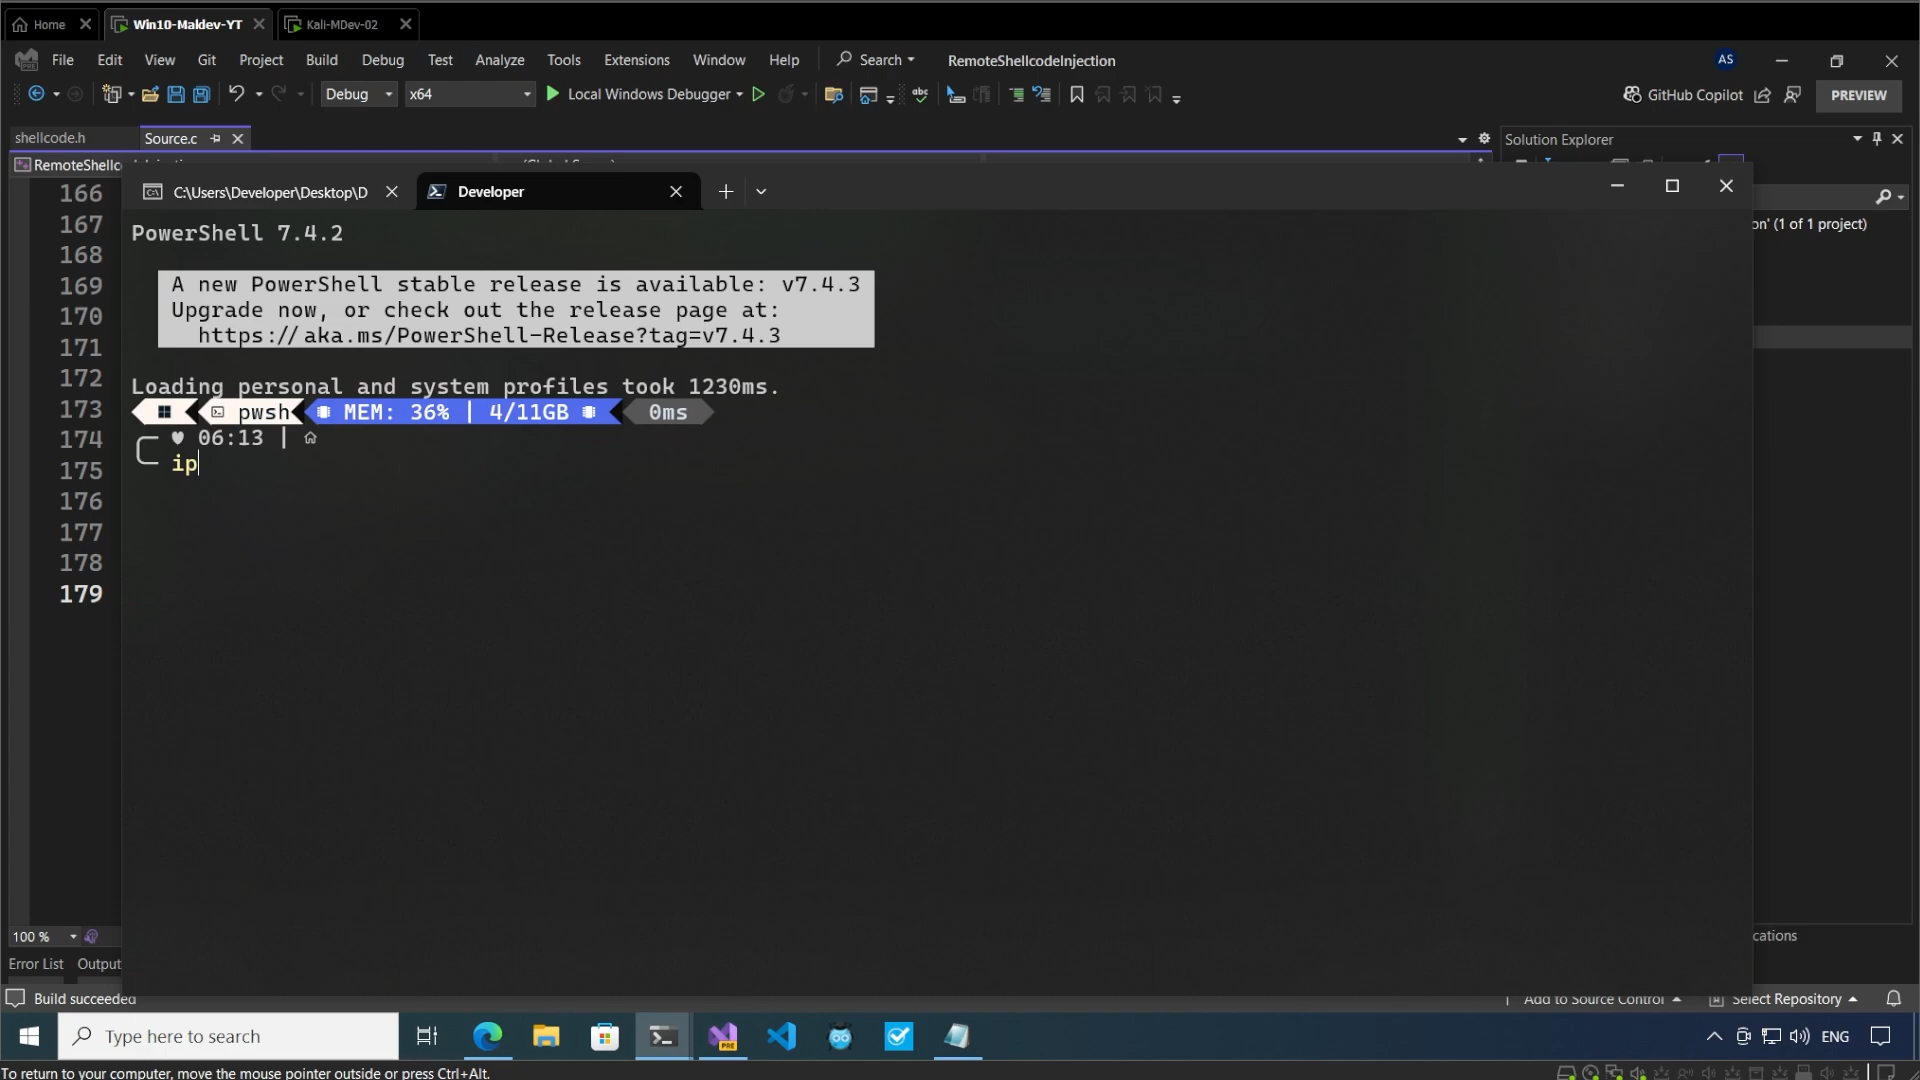 Home
Win10-Maldev-YT
Kali-MDev-02
File Edit View Git Project Build Debug Test Analyze Tools Extensions Window Help Search RemoteShellcodeInjection AS
Debug x64 Local Windows Debugger GitHub Copilot PREVIEW
shellcode.h
Source.c
Solution Explorer
RemoteShellc
C:\Users\Developer\Desktop\D
Developer
on' (1 of 1 project)
166
167
168
169
170
171
172
173
174
175
176
177
178
179
PowerShell 7.4.2
A new PowerShell stable release is available: v7.4.3
Upgrade now, or check out the release page at:
https://aka.ms/PowerShell-Release?tag=v7.4.3
Loading personal and system profiles took 1230ms.
pwsh MEM: 36% | 4/11GB 0ms
06:13 |
ip
100 %
cations
Error List Output
Build succeeded
Add to Source Control
Select Repository
Type here to search
PRE
ENG
To return to your computer, move the mouse pointer outside or press Ctrl+Alt.